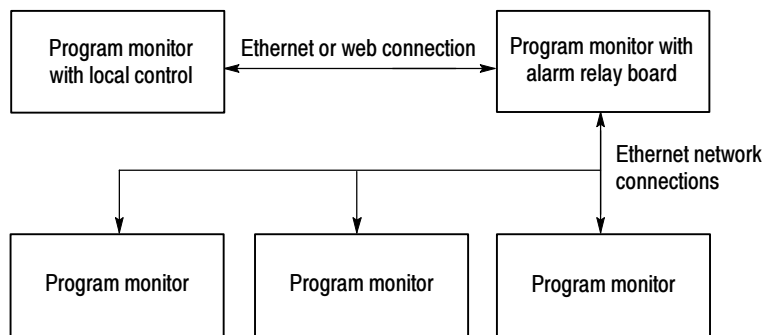 Program monitor
with local control
Ethernet or web connection
Program monitor with
alarm relay board
Ethernet network
connections
Program monitor
Program monitor
Program monitor